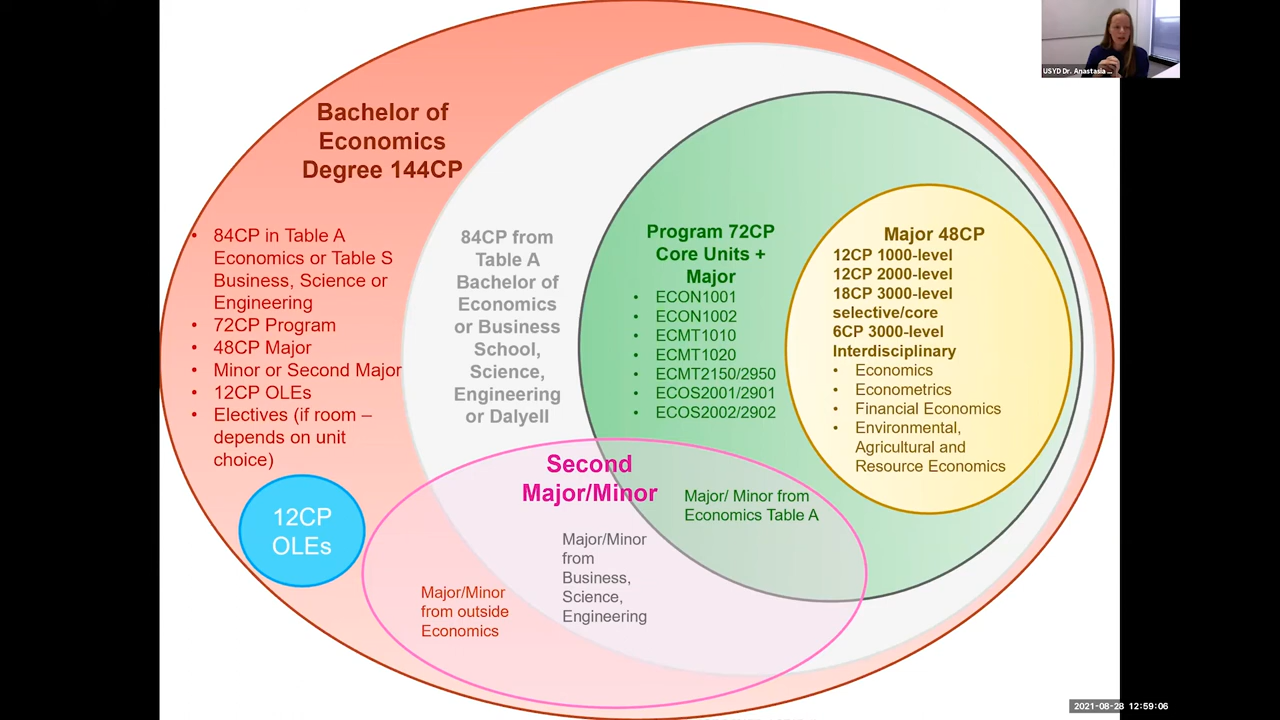 USYD Dr. Anastasia ...
Bachelor of
Economics
Degree 144CP
• 84CP in Table A
Economics or Table S
Business, Science or
Engineering
• 72CP Program
• 48CP Major
• Minor or Second Major
• 12CP OLEs
• Electives (if room –
depends on unit
choice)
12CP
OLEs
84CP from
Table A
Bachelor of
Economics
or Business
School,
Science,
Engineering
or Dalyell
Program 72CP
Core Units +
Major
• ECON1001
• ECON1002
• ECMT1010
• ECMT1020
• ECMT2150/2950
• ECOS2001/2901
• ECOS2002/2902
Major 48CP
12CP 1000-level
12CP 2000-level
18CP 3000-level
selective/core
6CP 3000-level
Interdisciplinary
• Economics
• Econometrics
• Financial Economics
• Environmental,
Agricultural and
Resource Economics
Second
Major/Minor
Major/ Minor from
Economics Table A
Major/Minor
from
Business,
Science,
Engineering
Major/Minor
from outside
Economics
2021-08-28 12:59:06